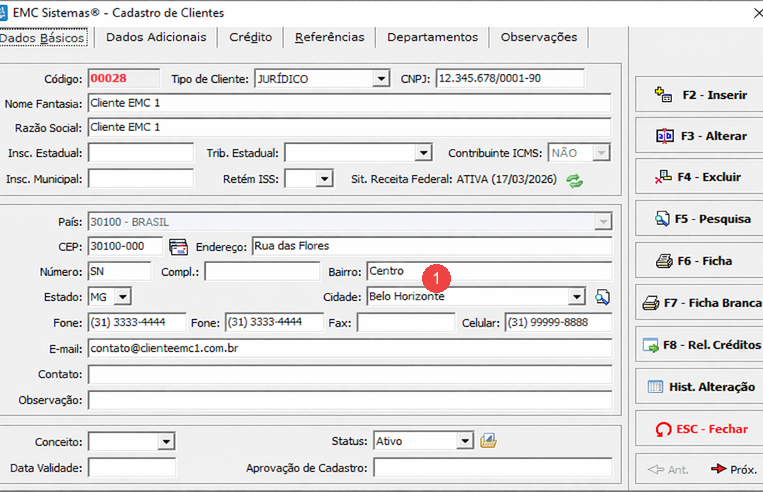 EMC Sistemas® - Cadastro de Clientes
Dados Básicos Dados Adicionais Crédito Referências Departamentos Observações
Código: 00028 Tipo de Cliente: JURÍDICO CNPJ: 12.345.678/0001-90
Nome Fantasia: Cliente EMC 1
Razão Social: Cliente EMC 1
Insc. Estadual: Trib. Estadual: Contribuinte ICMS: NÃO
Insc. Municipal: Retém ISS: Sit. Receita Federal: ATIVA (17/03/2026)
País: 30100 - BRASIL
CEP: 30100-000 Endereço: Rua das Flores
Número: SN Compl.: Bairro: Centro
1
Estado: MG Cidade: Belo Horizonte
Fone: (31) 3333-4444 Fone: (31) 3333-4444 Fax: Celular: (31) 99999-8888
E-mail: contato@clienteemc1.com.br
Contato:
Observação:
Conceito: Status: Ativo
Data Validade: Aprovação de Cadastro:
F2 - Inserir
F3 - Alterar
F4 - Excluir
F5 - Pesquisa
F6 - Ficha
F7 - Ficha Branca
F8 - Rel. Créditos
Hist. Alteração
ESC - Fechar
Ant. Próx.